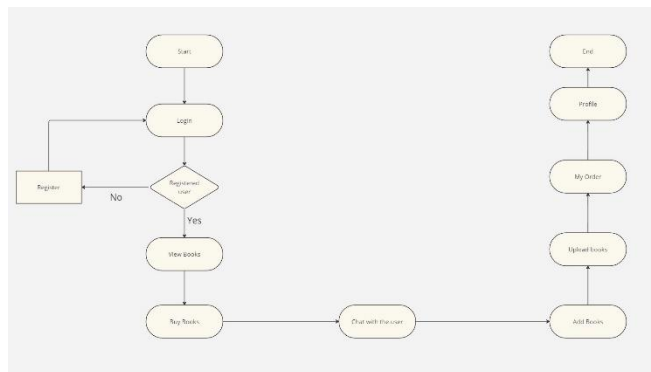 Start
Login
Registered
user
Register
No
Yes
View Books
Buy Books
Chat with the user
Add Books
Upload books
My Order
Profile
End